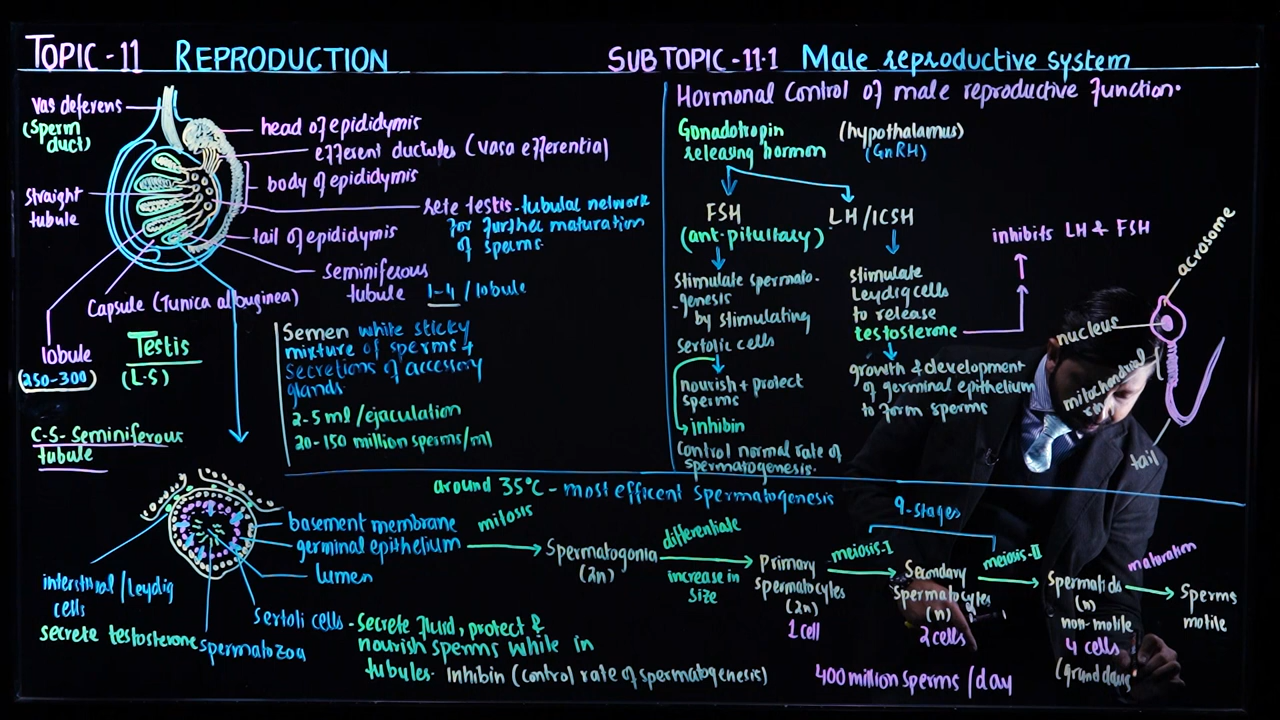 TOPIC-11 REPRODUCTION
SUBTOPIC-11.1 Male reproductive system
vas deferens
(sperm
duct)
head of epididymis
efferent ductules (vasa efferentia)
body of epididymis
straight
tubule
rete testis-tubulal network
for further maturation
of sperms.
tail of epididymis
seminiferous
tubule 1-4/lobule
Capsule (Tunica albuginea)
lobule
(250-300)
Testis
(L.S)
Semen white sticky
mixture of sperms +
secretions of accessory
glands.
2-5 ml/ejaculation
20-150 million sperms/ml
Hormonal Control of male reproductive function.
Gonadotropin
releasing hormon
(hypothalamus)
(GnRH)
FSH
(ant-pitultary)
LH/ICSH
stimulate spermato-
genesis
by stimulating
sertolic cells
nourish + protect
sperms
inhibin
Control normal rate of
spermatogenesis.
stimulate
Leydig cells
to release
testosterone
growth & development
of germinal epithelium
to form sperms
inhibits LH & FSH
acrosome
nucleus
mitochondrial
tail
C.S-Seminiferous
tubule
around 35°C - most efficent spermatogenesis
basement membrane
germinal epithelium
lumen
interstitial/Leydig
cells
secrete testosterone
spermatozoa
sertoli cells - secrete fluid, protect &
nourish sperms while in
tubules. Inhibin (control rate of spermatogenesis)
mitosis
Spermatogonia
(2n)
differentiate
increase in
size
Primary
spermatocytes
(2n)
1 cell
meiosis-I
9-stages
Secondary
spermatocytes
(n)
2 cells
meiosis-II
Spermatids
(n)
non-motile
4 cells
maturation
Sperms
motile
400 million sperms/day